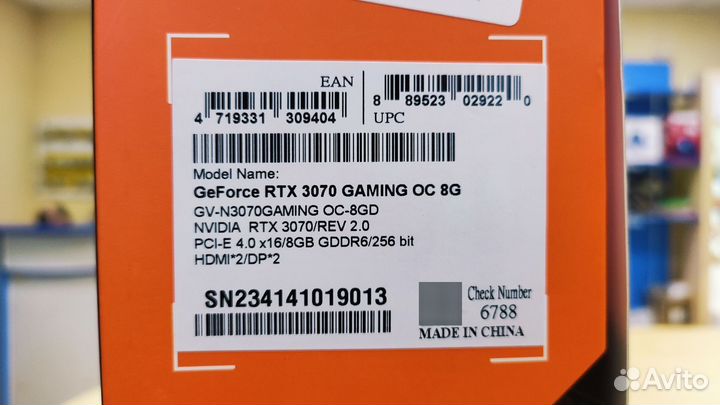 EAN
4 719331 309404
8 89523 02922 0
UPC
Model Name:
GeForce RTX 3070 GAMING OC 8G
GV-N3070GAMING OC-8GD
NVIDIA RTX 3070/REV 2.0
PCI-E 4.0 x16/8GB GDDR6/256 bit
HDMI*2/DP*2
SN234141019013
Check Number
6788
MADE IN CHINA
Avito